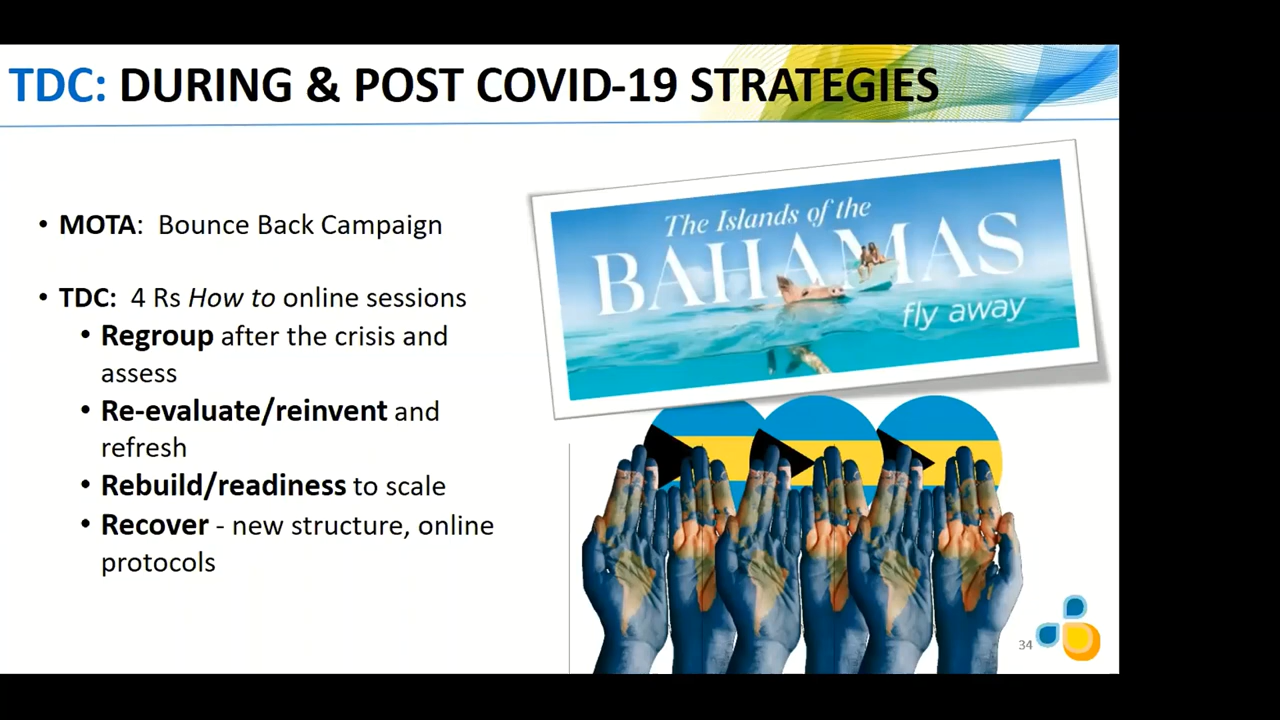 TDC: DURING & POST COVID-19 STRATEGIES
• MOTA: Bounce Back Campaign
• TDC: 4 Rs How to online sessions
• Regroup after the crisis and
assess
• Re-evaluate/reinvent and
refresh
• Rebuild/readiness to scale
• Recover - new structure, online
protocols
The Islands of the
BAHAMAS
fly away
34